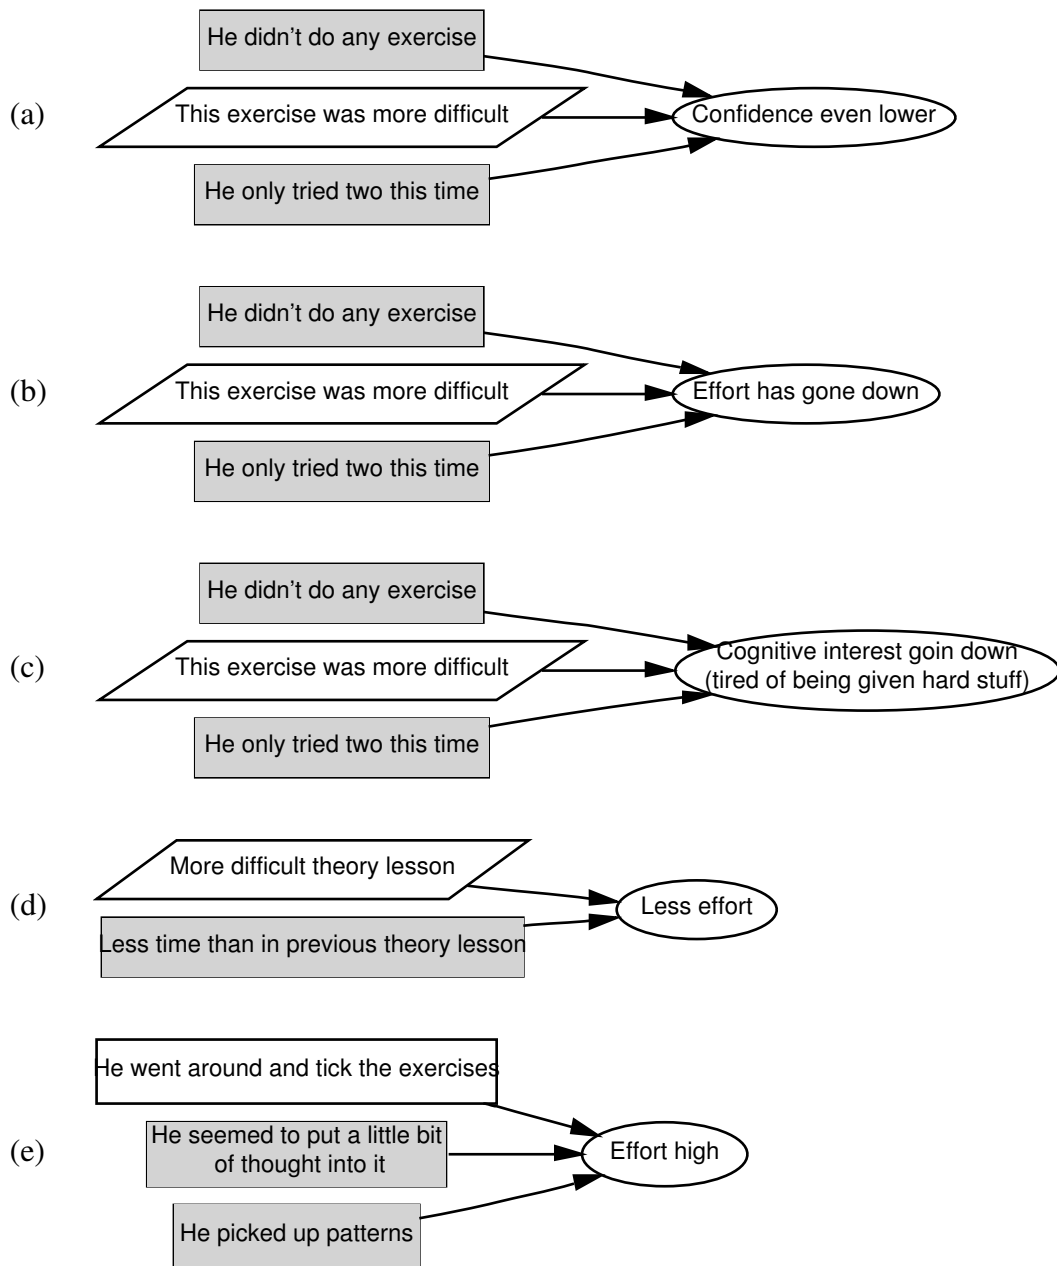 He didn't do any exercise
(a)
This exercise was more difficult
Confidence even lower
He only tried two this time
He didn't do any exercise
(b)
This exercise was more difficult
Effort has gone down
He only tried two this time
He didn't do any exercise
(c)
This exercise was more difficult
Cognitive interest goin down
(tired of being given hard stuff)
He only tried two this time
More difficult theory lesson
(d)
Less effort
Less time than in previous theory lesson
He went around and tick the exercises
(e)
He seemed to put a little bit
of thought into it
Effort high
He picked up patterns